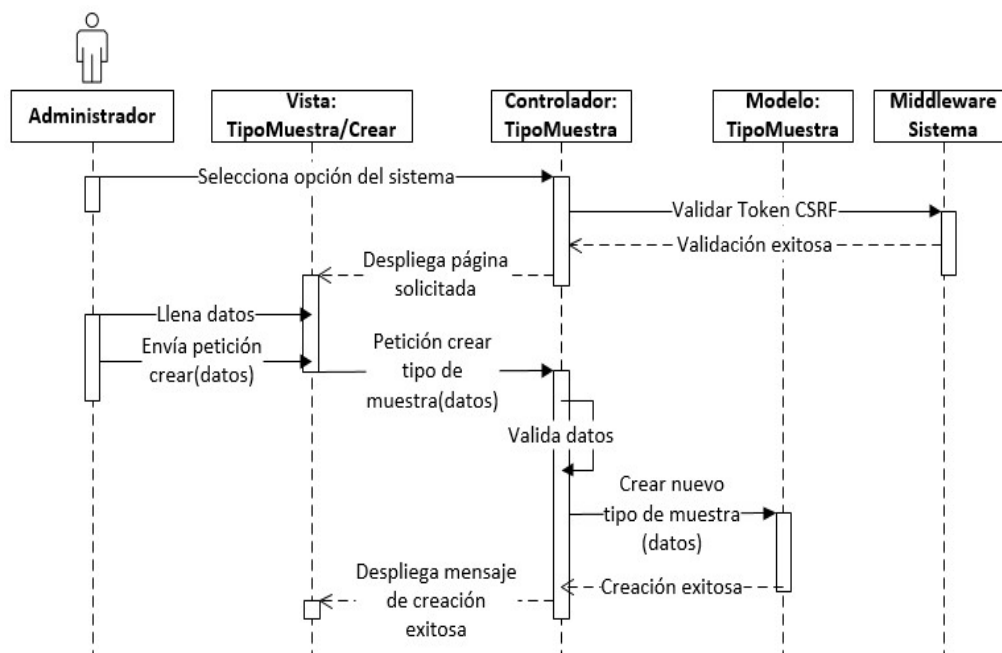 Administrador
Vista:
TipoMuestra/Crear
Controlador:
TipoMuestra
Modelo:
TipoMuestra
Middleware
Sistema
Selecciona opción del sistema
Validar Token CSRF
Validación exitosa
Despliega página
solicitada
Llena datos
Envía petición
crear(datos)
Petición crear
tipo de
muestra(datos)
Valida datos
Crear nuevo
tipo de muestra
(datos)
Creación exitosa
Despliega mensaje
de creación
exitosa